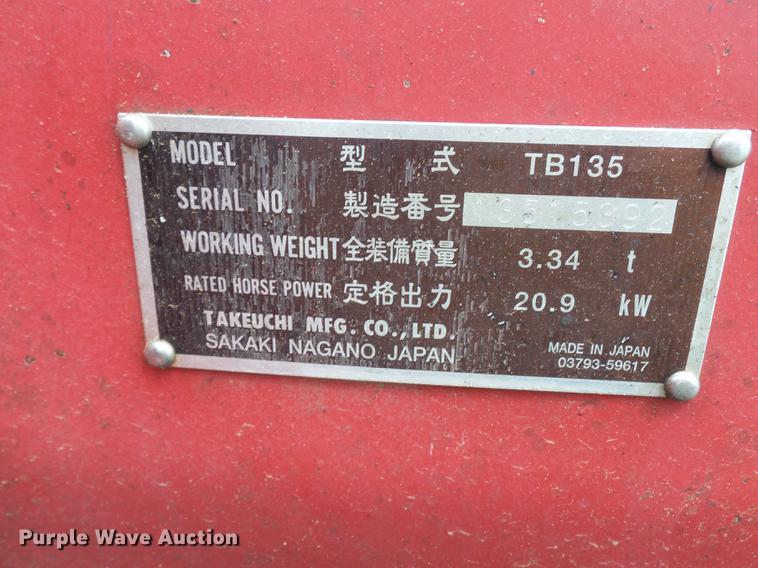 MODEL 型 式 TB135
SERIAL NO. 製造番号 13515392
WORKING WEIGHT 全装備質量 3.34 t
RATED HORSE POWER 定格出力 20.9 kW
TAKEUCHI MFG. CO.,LTD.
SAKAKI NAGANO JAPAN
MADE IN JAPAN
03793-59617
Purple Wave Auction